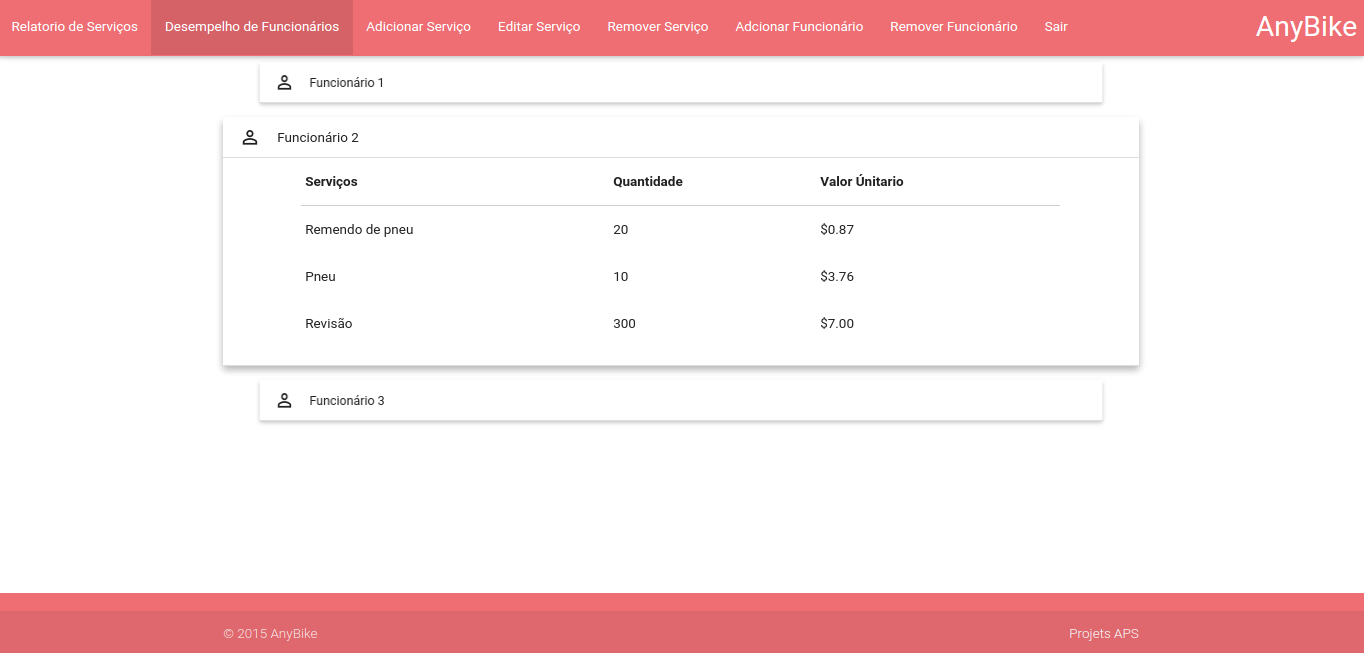 Relatorio de Serviços Desempelho de Funcionários Adicionar Serviço Editar Serviço Remover Serviço Adcionar Funcionário Remover Funcionário Sair AnyBike
Funcionário 1
Funcionário 2
Serviços Quantidade Valor Únitario
Remendo de pneu 20 $0.87
Pneu 10 $3.76
Revisão 300 $7.00
Funcionário 3
© 2015 AnyBike Projets APS